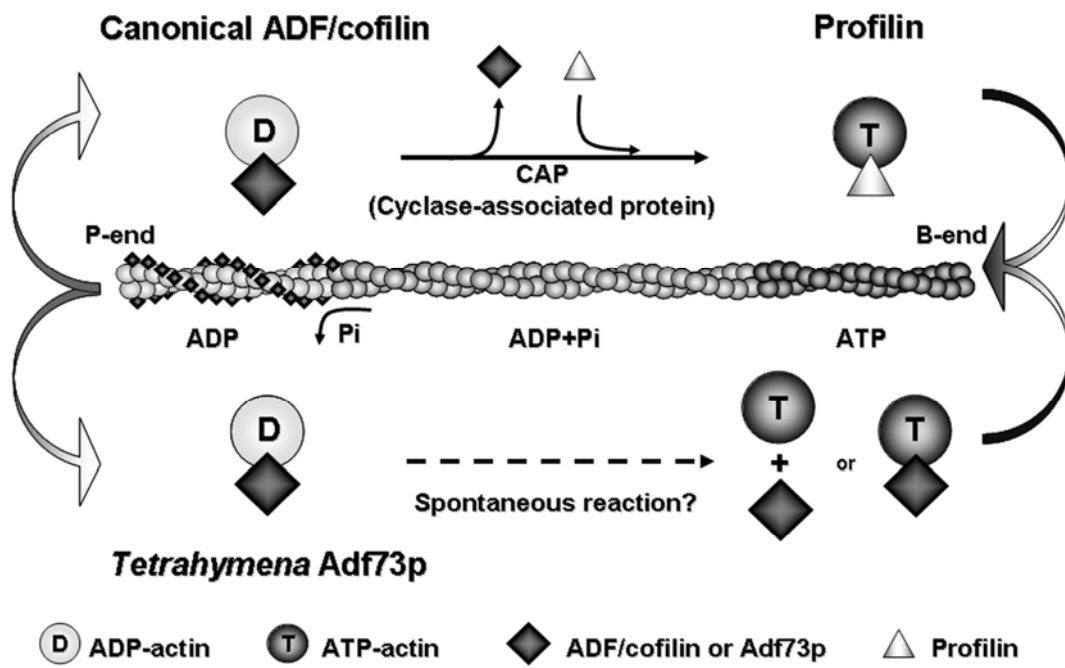 Canonical ADF/cofilin
Profilin
D
T
CAP
(Cyclase-associated protein)
P-end
B-end
ADP
Pi
ADP+Pi
ATP
D
T
+
or
T
Spontaneous reaction?
Tetrahymena Adf73p
D ADP-actin
T ATP-actin
ADF/cofilin or Adf73p
Profilin